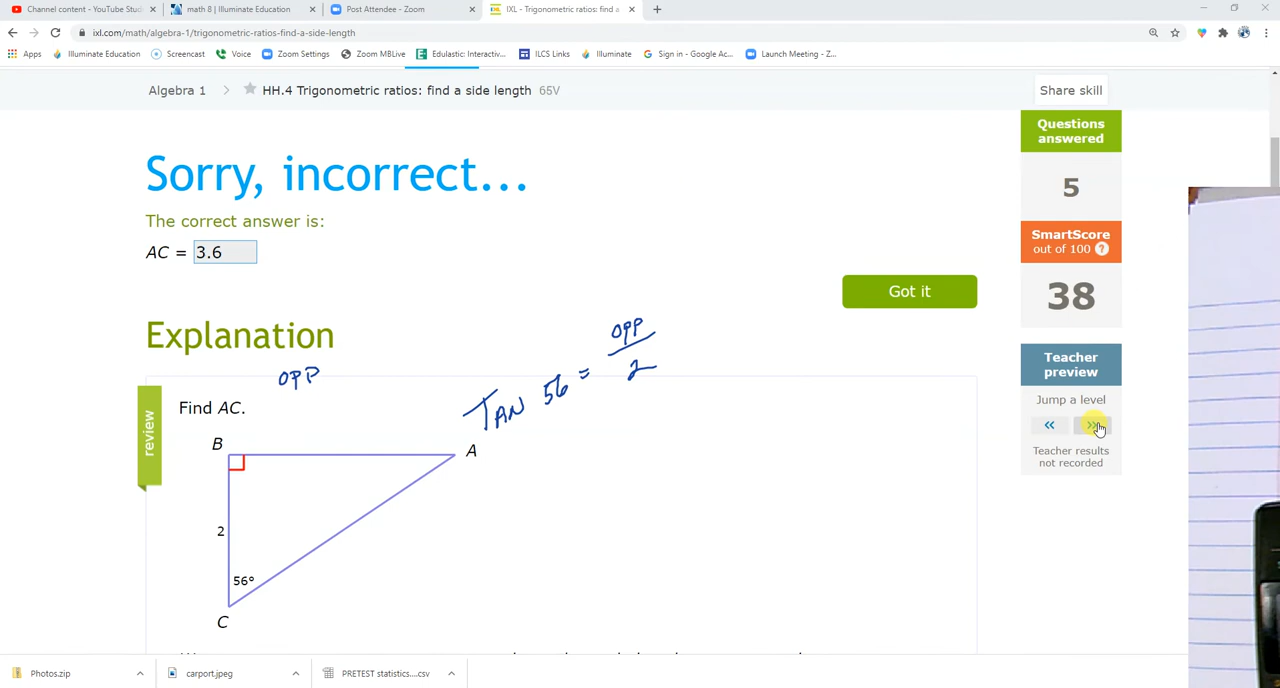 Channel content - YouTube Stud
math 8 | Illuminate Education
Post Attendee - Zoom
IXL - Trigonometric ratios: find a
ixl.com/math/algebra-1/trigonometric-ratios-find-a-side-length
Apps
Illuminate Education
Screencast
Voice
Zoom Settings
Zoom MBLive
Edulastic: Interactiv...
ILCS Links
Illuminate
Sign in - Google Ac...
Launch Meeting - Z...
Algebra 1 > HH.4 Trigonometric ratios: find a side length 65V
Share skill
Questions
answered
5
SmartScore
out of 100 ?
38
Teacher
preview
Jump a level
Teacher results
not recorded
Sorry, incorrect...
The correct answer is:
AC = 3.6
Got it
Explanation
review
OPP
TAN 56 = OPP
2
Find AC.
B
A
2
56°
C
Photos.zip
carport.jpeg
PRETEST statistics....csv